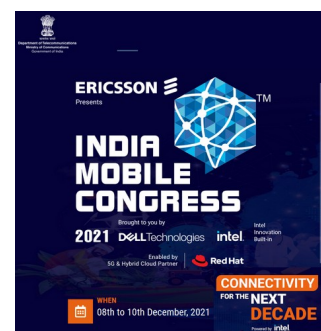 Department of Telecommunications
Ministry of Communications
Government of India
ERICSSON
Presents
TM
INDIA
MOBILE
CONGRESS
Brought to you by
2021 DELLTechnologies intel.
Intel
Innovation
Built-in
Enabled by
5G & Hybrid Cloud Partner
Red Hat
CONNECTIVITY
FOR THE NEXT
DECADE
Powered by intel
WHEN
08th to 10th December, 2021